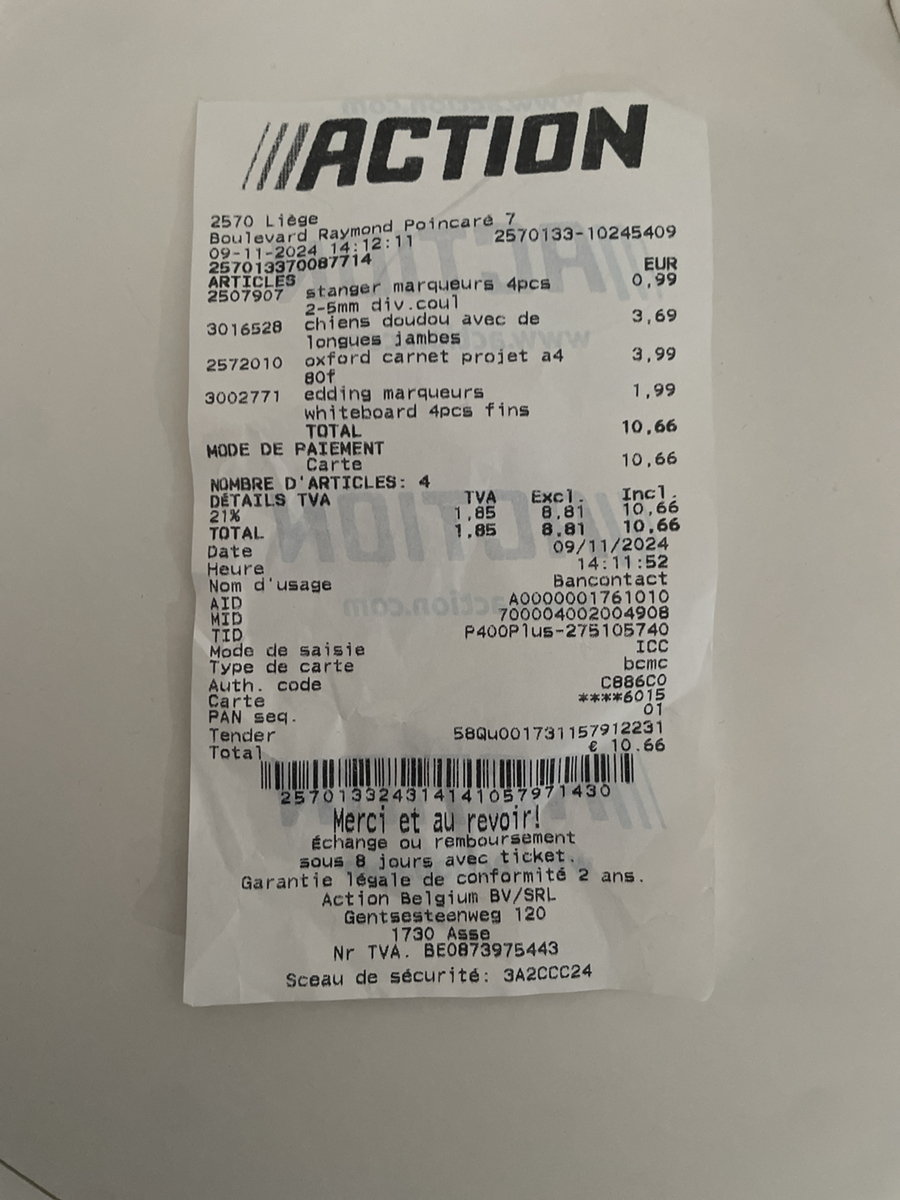 ///ACTION
2570 Liège
Boulevard Raymond Poincaré 7
09-11-2024 14:12:11 2570133-10245409
257013370087714
EUR
ARTICLES
2507907 stanger marqueurs 4pcs 0,99
2-5mm div.coul
3016528 chiens doudou avec de 3,69
longues jambes
2572010 oxford carnet projet a4 3,99
80f
3002771 edding marqueurs 1,99
whiteboard 4pcs fins
TOTAL 10,66
MODE DE PAIEMENT
Carte 10,66
NOMBRE D'ARTICLES: 4
DÉTAILS TVA TVA Excl. Incl.
21% 1,85 8,81 10,66
TOTAL 1,85 8,81 10,66
Date 09/11/2024
Heure 14:11:52
Nom d'usage Bancontact
AID A0000001761010
MID 700004002004908
TID P400Plus-275105740
Mode de saisie ICC
Type de carte bcmc
Auth. code C886C0
Carte ****6015
PAN seq. 01
Tender 58Qu001731157912231
Total € 10.66
2570133243141410579​71430
Merci et au revoir!
Échange ou remboursement
sous 8 jours avec ticket.
Garantie légale de conformité 2 ans.
Action Belgium BV/SRL
Gentsesteenweg 120
1730 Asse
Nr TVA. BE0873975443
Sceau de sécurité: 3A2CCC24